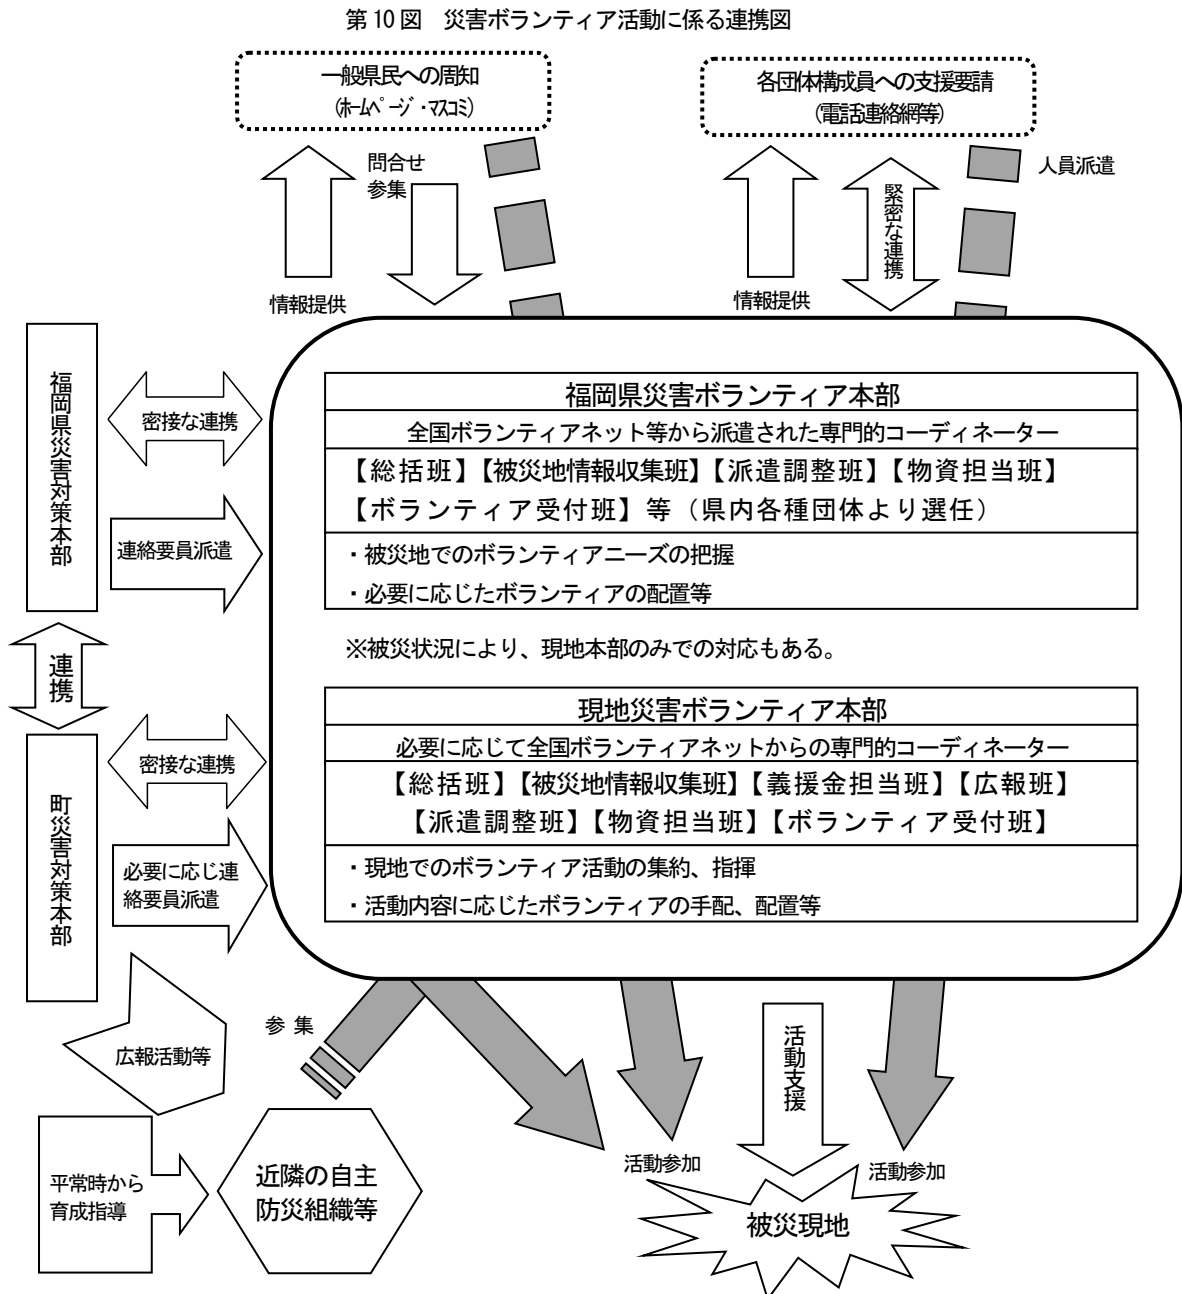 第10図 災害ボランティア活動に係る連携図
一般県民への周知
(ホームページ・マスコミ)
各団体構成員への支援要請
(電話連絡網等)
問合せ
参集
人員派遣
緊密な連携
情報提供
情報提供
福岡県災害対策本部
密接な連携
連絡要員派遣
福岡県災害ボランティア本部
全国ボランティアネット等から派遣された専門的コーディネーター
【総括班】【被災地情報収集班】【派遣調整班】【物資担当班】
【ボランティア受付班】等（県内各種団体より選任）
・被災地でのボランティアニーズの把握
・必要に応じたボランティアの配置等
※被災状況により、現地本部のみでの対応もある。
連携
町災害対策本部
密接な連携
必要に応じ連
絡要員派遣
現地災害ボランティア本部
必要に応じて全国ボランティアネットからの専門的コーディネーター
【総括班】【被災地情報収集班】【義援金担当班】【広報班】
【派遣調整班】【物資担当班】【ボランティア受付班】
・現地でのボランティア活動の集約、指揮
・活動内容に応じたボランティアの手配、配置等
参 集
広報活動等
活動支援
平常時から
育成指導
近隣の自主
防災組織等
活動参加
活動参加
被災現地